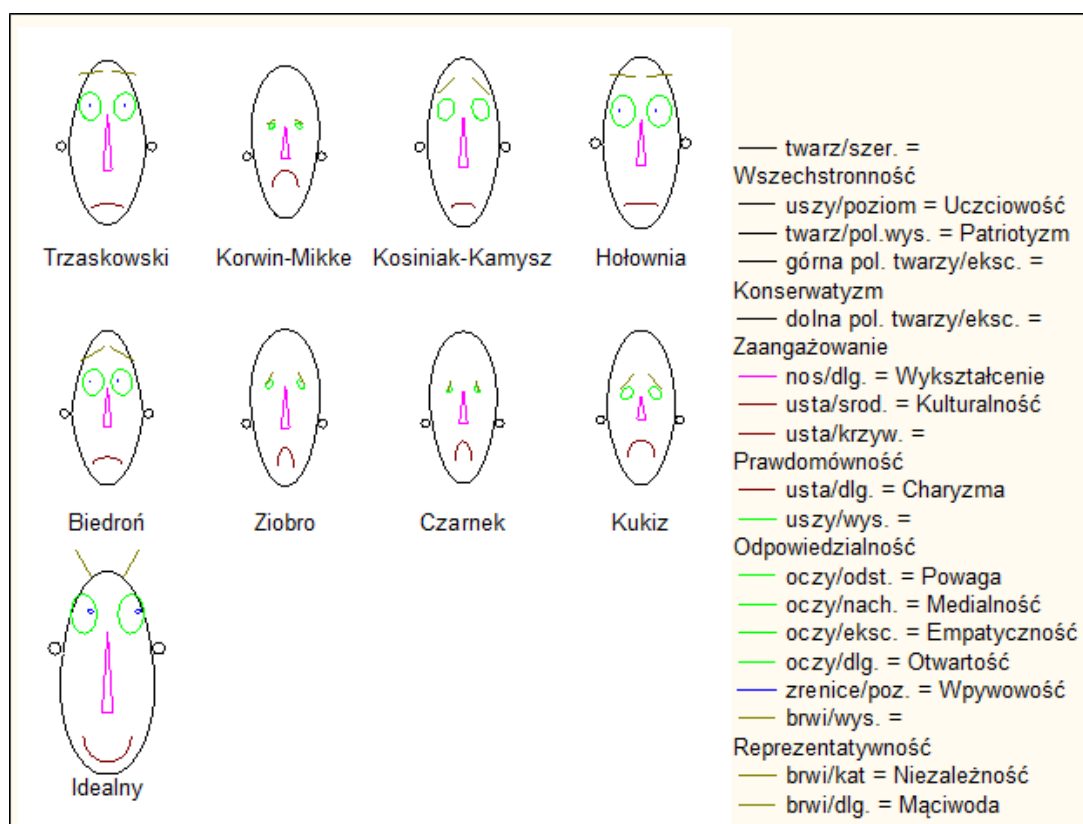 Trzaskowski
Korwin-Mikke
Kosiniak-Kamysz
Hołownia
Biedroń
Ziobro
Czarnek
Kukiz
Idealny
twarz/szer. =
Wszechstronność
uszy/poziom = Uczciowość
twarz/pol.wys. = Patriotyzm
górna pol. twarzy/eksc. =
Konserwatyzm
dolna pol. twarzy/eksc. =
Zaangażowanie
nos/dlg. = Wykształcenie
usta/srod. = Kulturalność
usta/krzyw. =
Prawdomówność
usta/dlg. = Charyzma
uszy/wys. =
Odpowiedzialność
oczy/odst. = Powaga
oczy/nach. = Medialność
oczy/eksc. = Empatyczność
oczy/dlg. = Otwartość
zrenice/poz. = Wpywowość
brwi/wys. =
Reprezentatywność
brwi/kat = Niezależność
brwi/dlg. = Mąciwoda